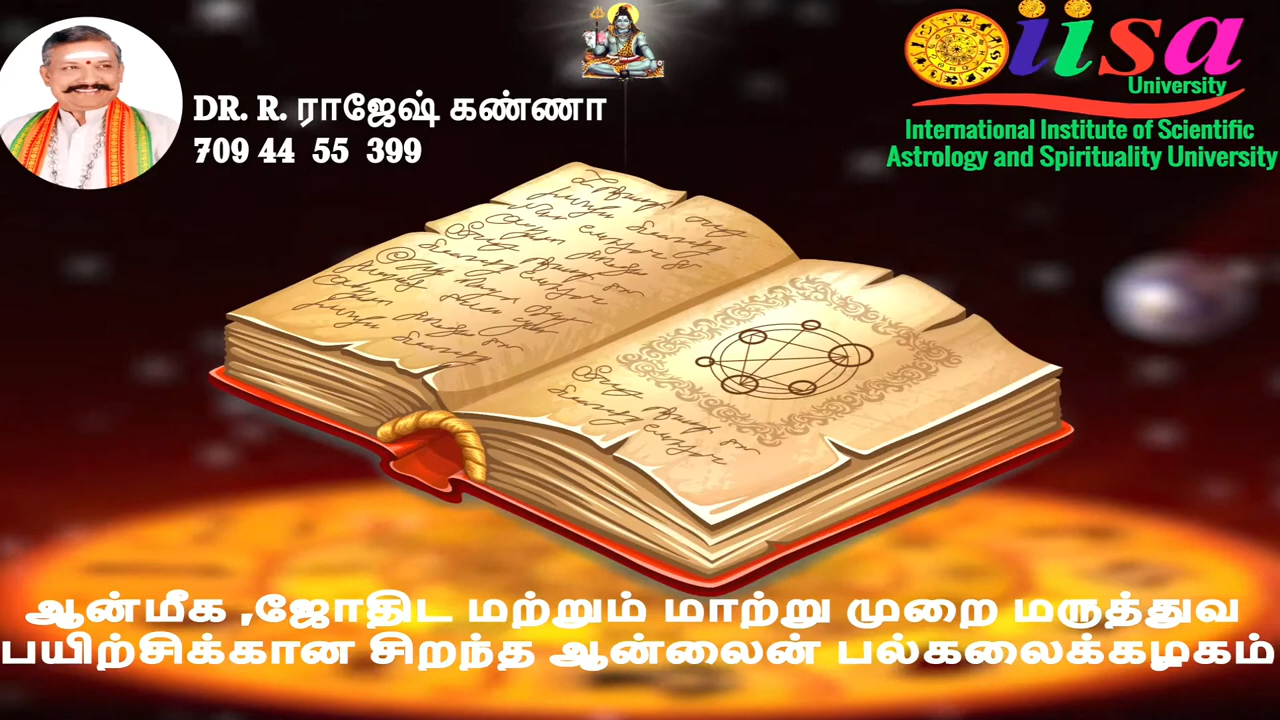 DR. R. ராஜேஷ் கண்ணா
709 44 55 399
iisa
University
International Institute of Scientific
Astrology and Spirituality University
ஆன்மீக ,ஜோதிட மற்றும் மாற்று முறை மருத்துவ
பயிற்சிக்கான சிறந்த ஆன்லைன் பல்கலைக்கழகம்